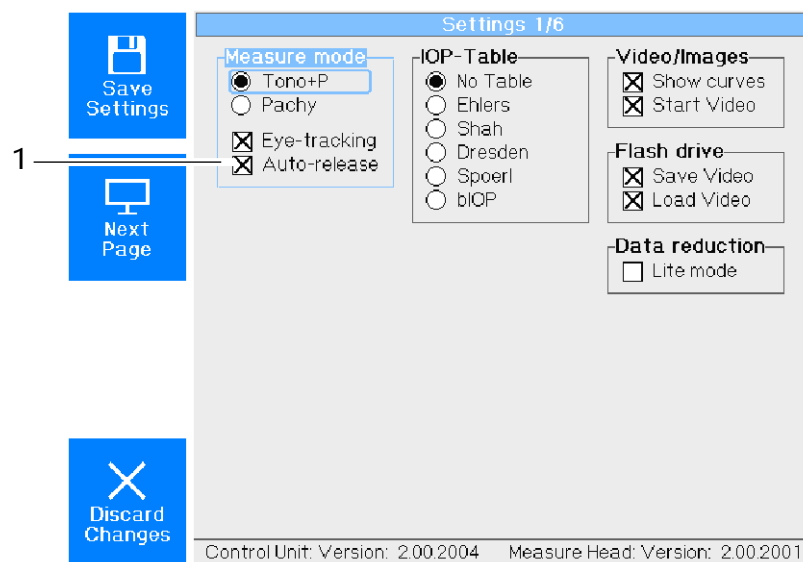 Settings 1/6
Save
Settings
Next
Page
Discard
Changes
1
Measure mode
Tono+P
Pachy
Eye-tracking
Auto-release
IOP-Table
No Table
Ehlers
Shah
Dresden
Spoerl
bIOP
Video/Images
Show curves
Start Video
Flash drive
Save Video
Load Video
Data reduction
Lite mode
Control Unit: Version: 2.00.2004 Measure Head: Version: 2.00.2001